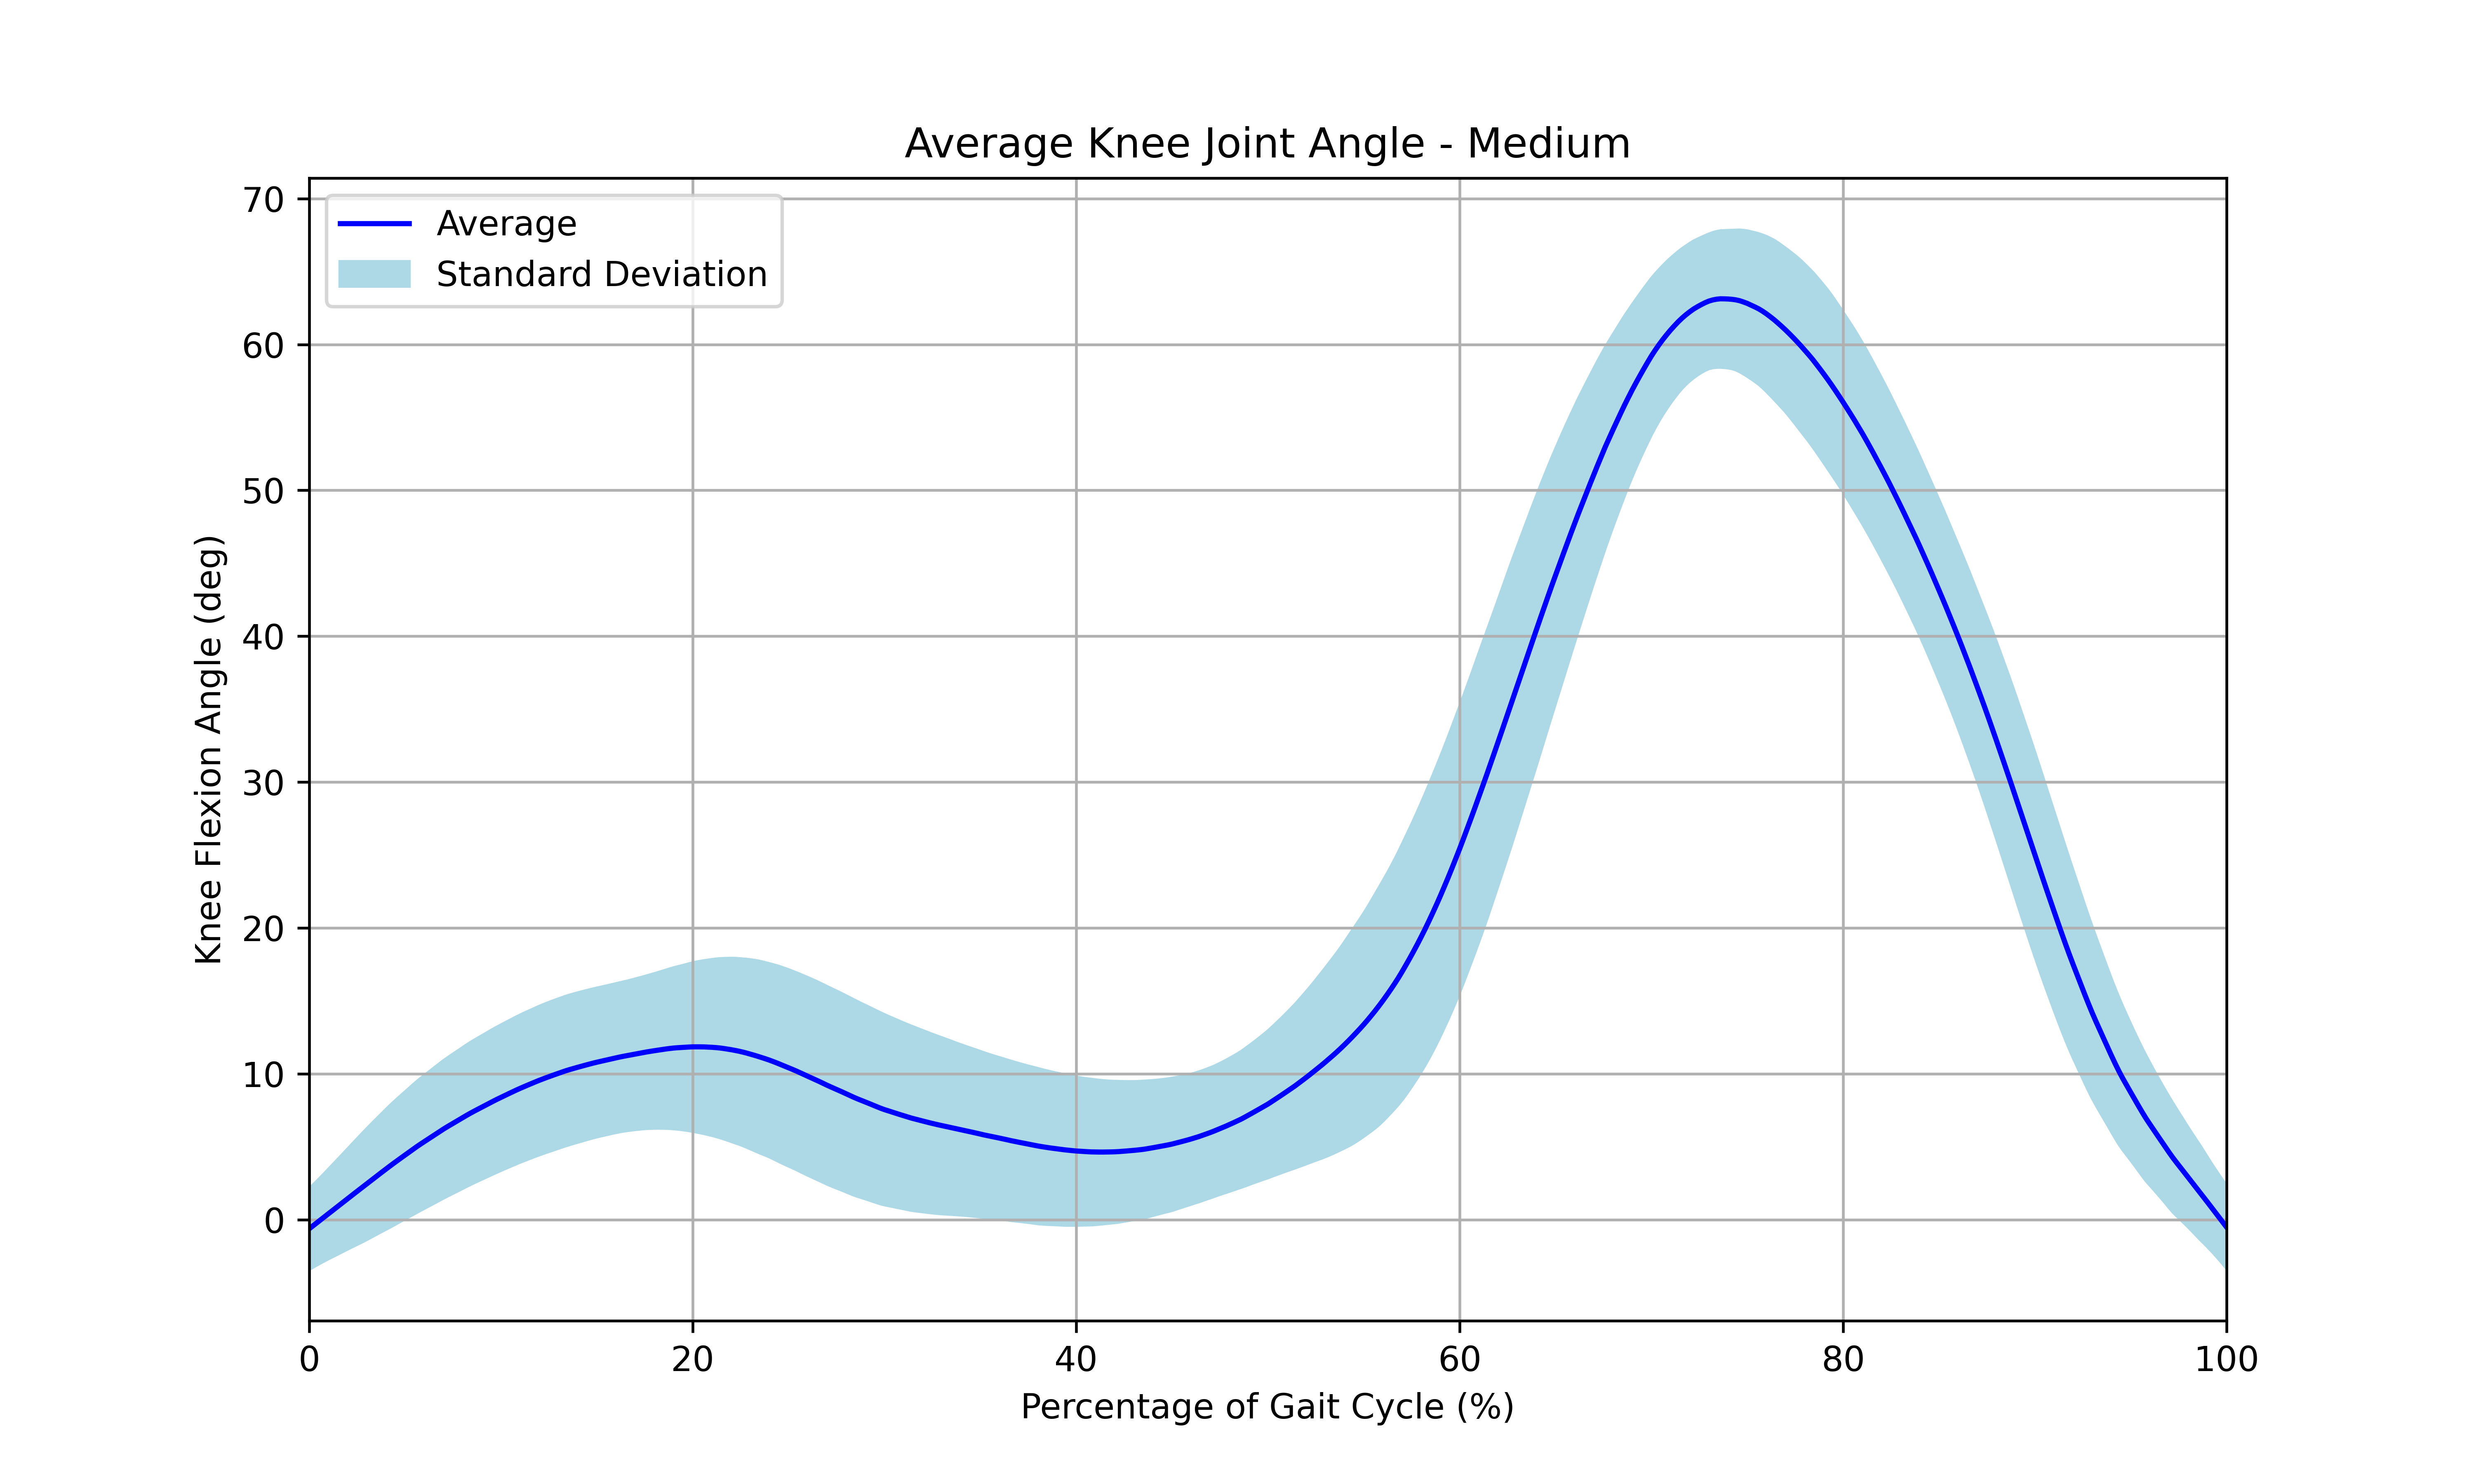 Average Knee Joint Angle - Medium
Average
Standard Deviation
Knee Flexion Angle (deg)
70
60
50
40
30
20
10
0
0 20 40 60 80 100
Percentage of Gait Cycle (%)